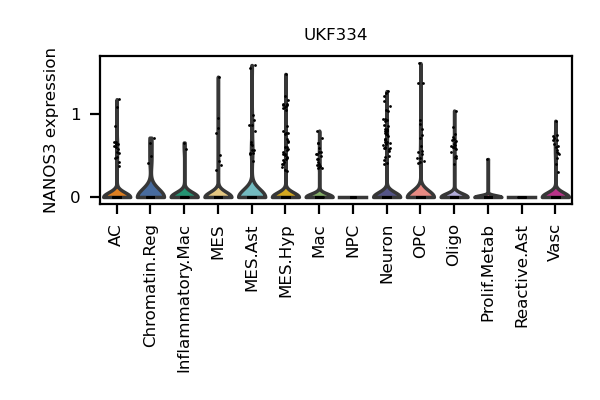 UKF334
NANOS3 expression
1
0
AC
Chromatin.Reg
Inflammatory.Mac
MES
MES.Ast
MES.Hyp
Mac
NPC
Neuron
OPC
Oligo
Prolif.Metab
Reactive.Ast
Vasc